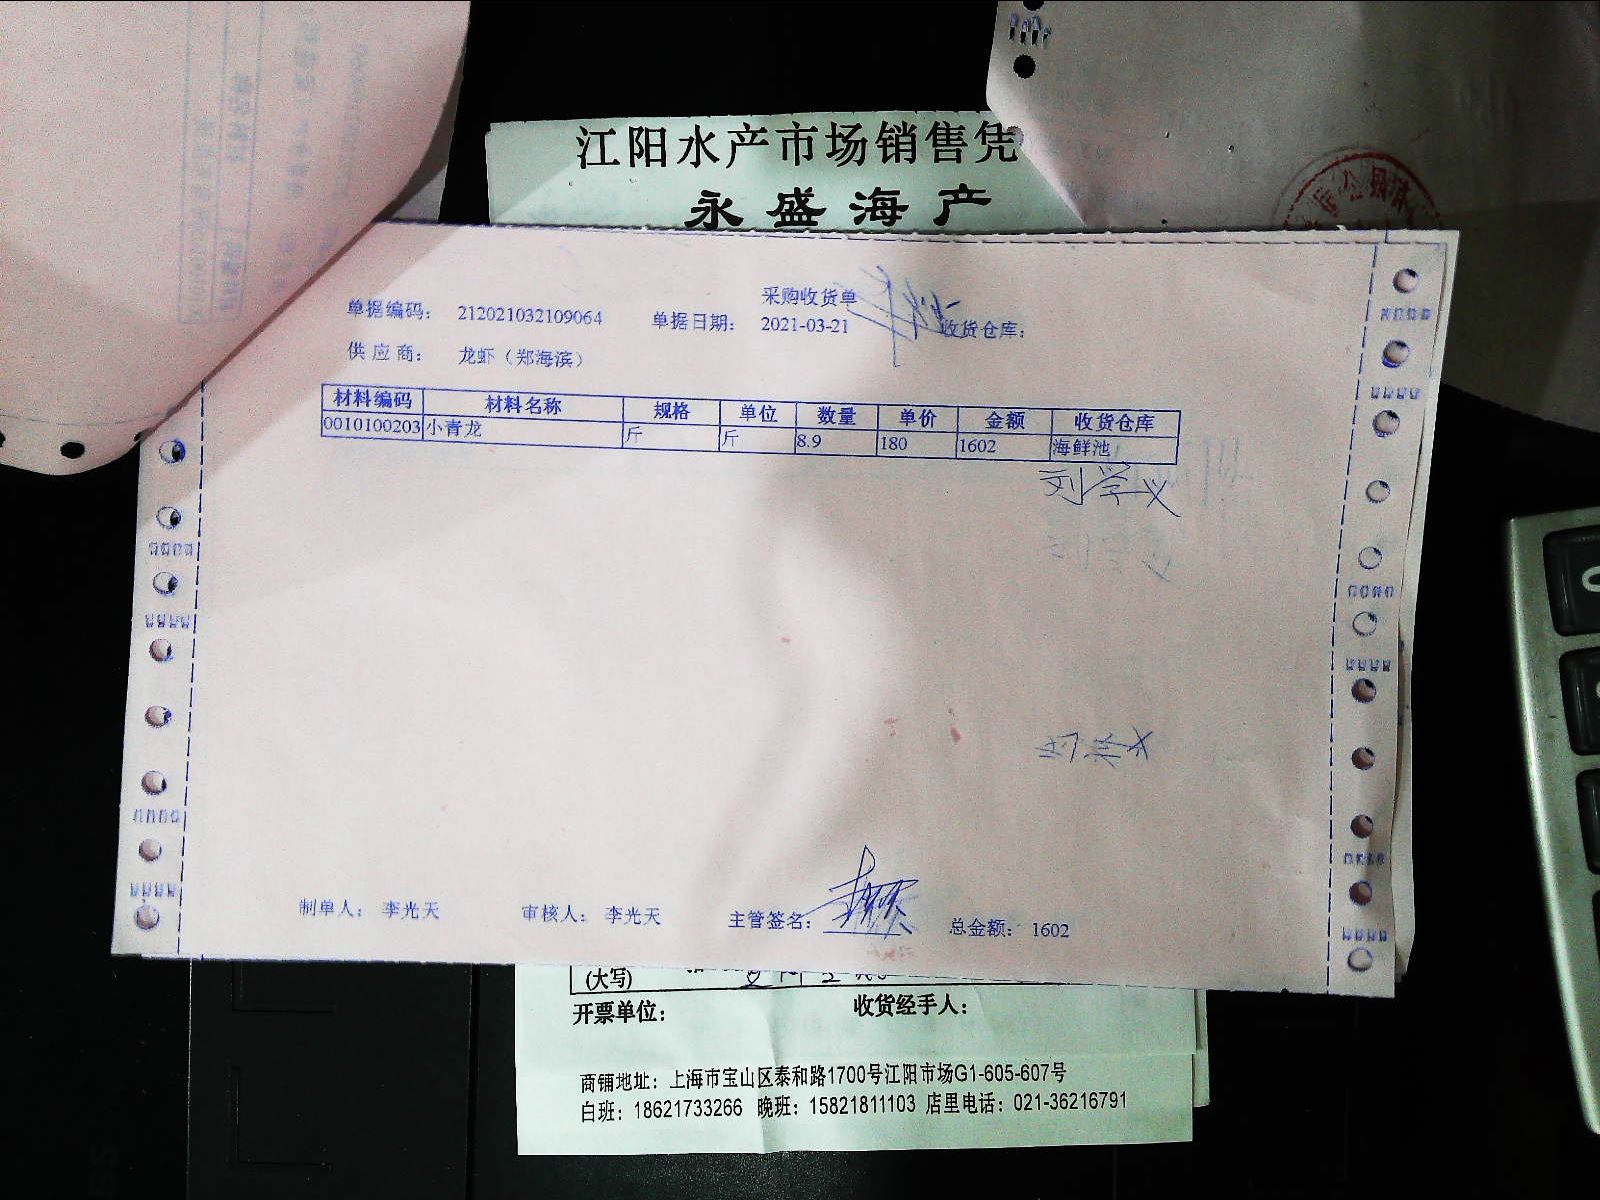 江阳水产市场销售凭
永盛海产
采购收货单
单据编码： 212021032109064 单据日期： 2021-03-21 收货仓库：
供应商： 龙虾（郑海滨）
材料编码 材料名称 规格 单位 数量 单价 金额 收货仓库
0010100203 小青龙 斤 斤 8.9 180 1602 海鲜池
刘学义
制单人： 李光天 审核人： 李光天 主管签名： 总金额： 1602
(大写)
开票单位： 收货经手人：
商铺地址：上海市宝山区泰和路1700号江阳市场G1-605-607号
白班：18621733266 晚班：15821811103 店里电话：021-36216791